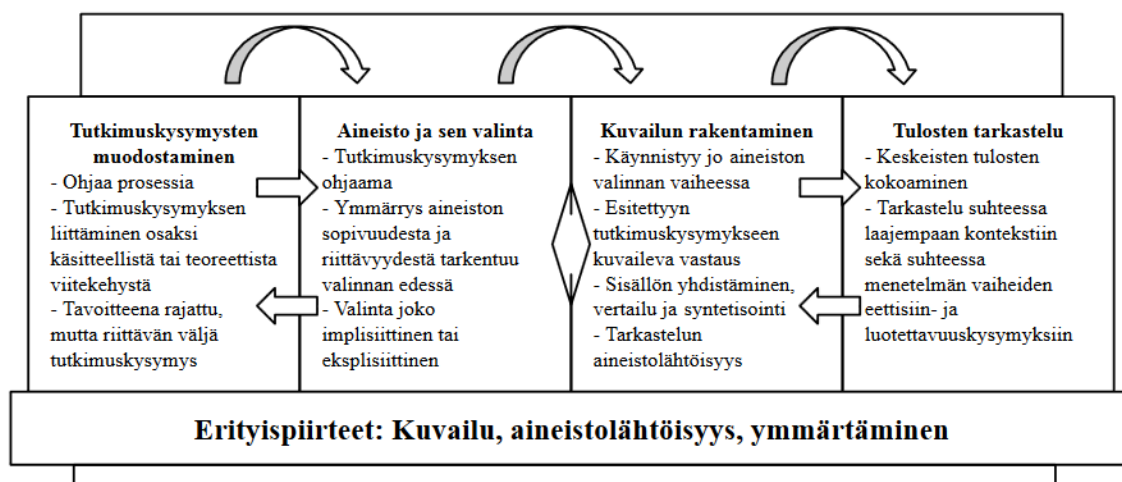 Tutkimuskysymysten
muodostaminen
- Ohjaa prosessia
- Tutkimuskysymyksen
liittäminen osaksi
käsitteellistä tai teoreettista
viitekehystä
- Tavoitteena rajattu,
mutta riittävän väljä
tutkimuskysymys
Aineisto ja sen valinta
- Tutkimuskysymyksen
ohjaama
- Ymmärrys aineiston
sopivuudesta ja
riittävyydestä tarkentuu
valinnan edessä
- Valinta joko
implisiittinen tai
eksplisiittinen
Kuvailun rakentaminen
- Käynnistyy jo aineiston
valinnan vaiheessa
- Esitettyyn
tutkimuskysymykseen
kuvaileva vastaus
- Sisällön yhdistäminen,
vertailu ja syntetisointi
- Tarkastelun
aineistolähtöisyys
Tulosten tarkastelu
- Keskeisten tulosten
kokoaminen
- Tarkastelu suhteessa
laajempaan kontekstiin
sekä suhteessa
menetelmän vaiheiden
eettisiin- ja
luotettavuuskysymyksiin
Erityispiirteet: Kuvailu, aineistolähtöisyys, ymmärtäminen